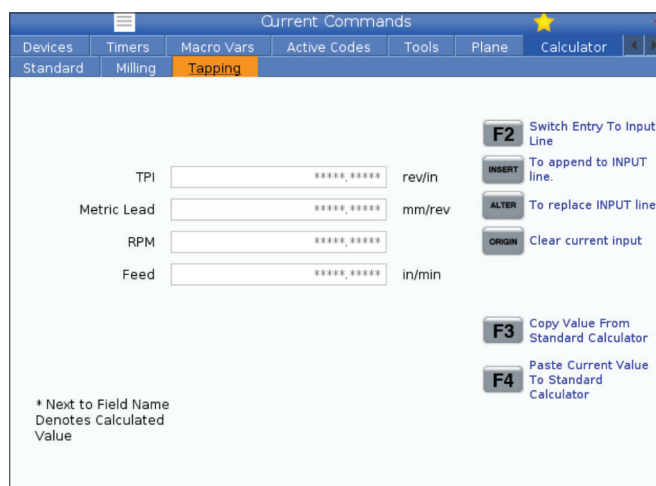 Current Commands
Devices Timers Macro Vars Active Codes Tools Plane Calculator
Standard Milling Tapping
F2 Switch Entry To Input
Line
INSERT To append to INPUT
line.
TPI *****.***** rev/in
ALTER To replace INPUT line
Metric Lead *****.***** mm/rev
ORIGIN Clear current input
RPM *****.*****
Feed *****.***** in/min
F3 Copy Value From
Standard Calculator
F4 Paste Current Value
To Standard
Calculator
* Next to Field Name
Denotes Calculated
Value